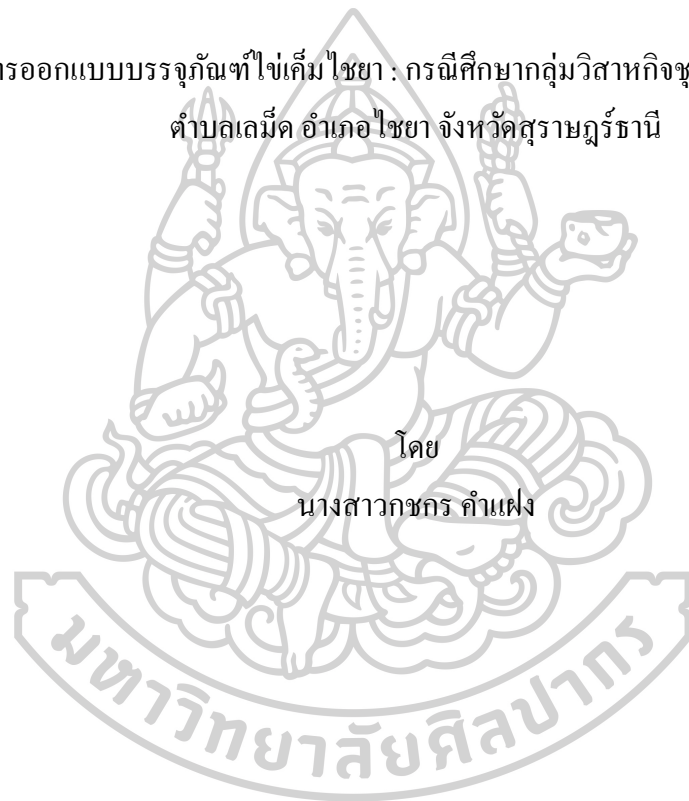 รออกแบบบรรจุภัณฑ์ไข่เค็มไชยา : กรณีศึกษากลุ่มวิสาหกิจชุ
ตำบลเลม็ด อำเภอไชยา จังหวัดสุราษฎร์ธานี
โดย
นางสาวกชกร คำแฝง
มหาวิทยาลัยศิลปากร